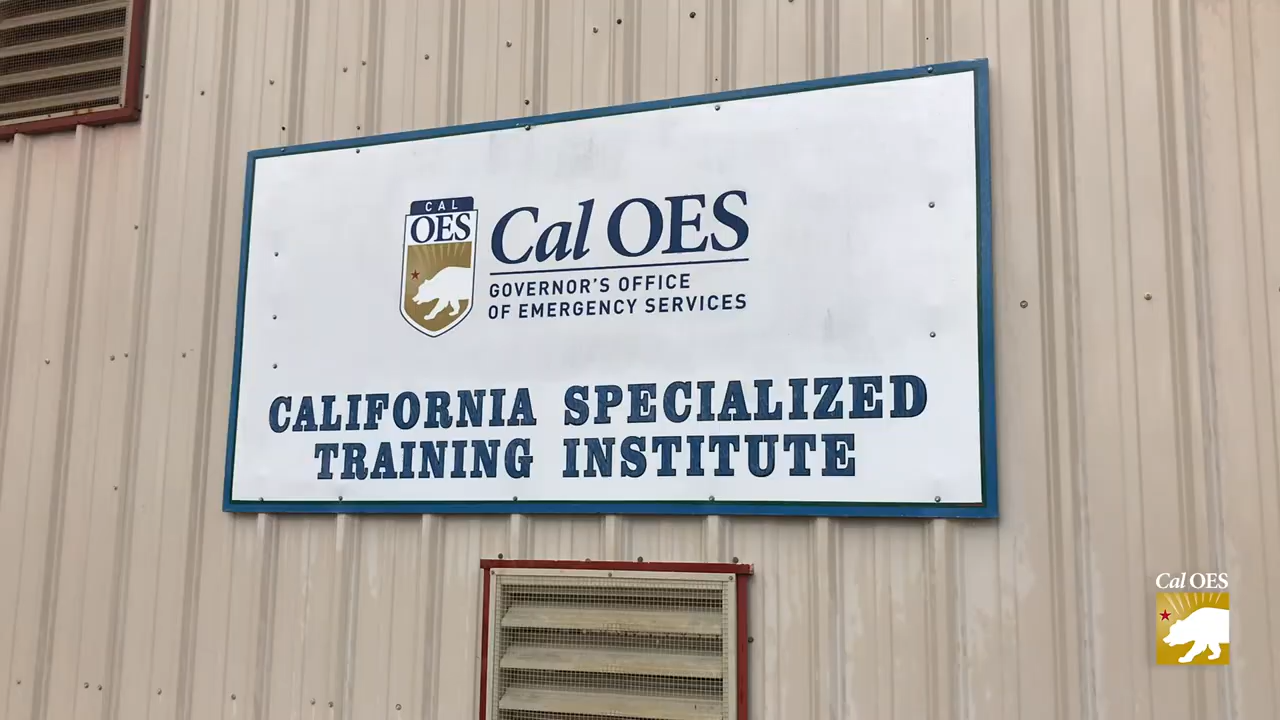 CAL
OES
Cal OES
GOVERNOR'S OFFICE
OF EMERGENCY SERVICES
CALIFORNIA SPECIALIZED
TRAINING INSTITUTE
Cal OES